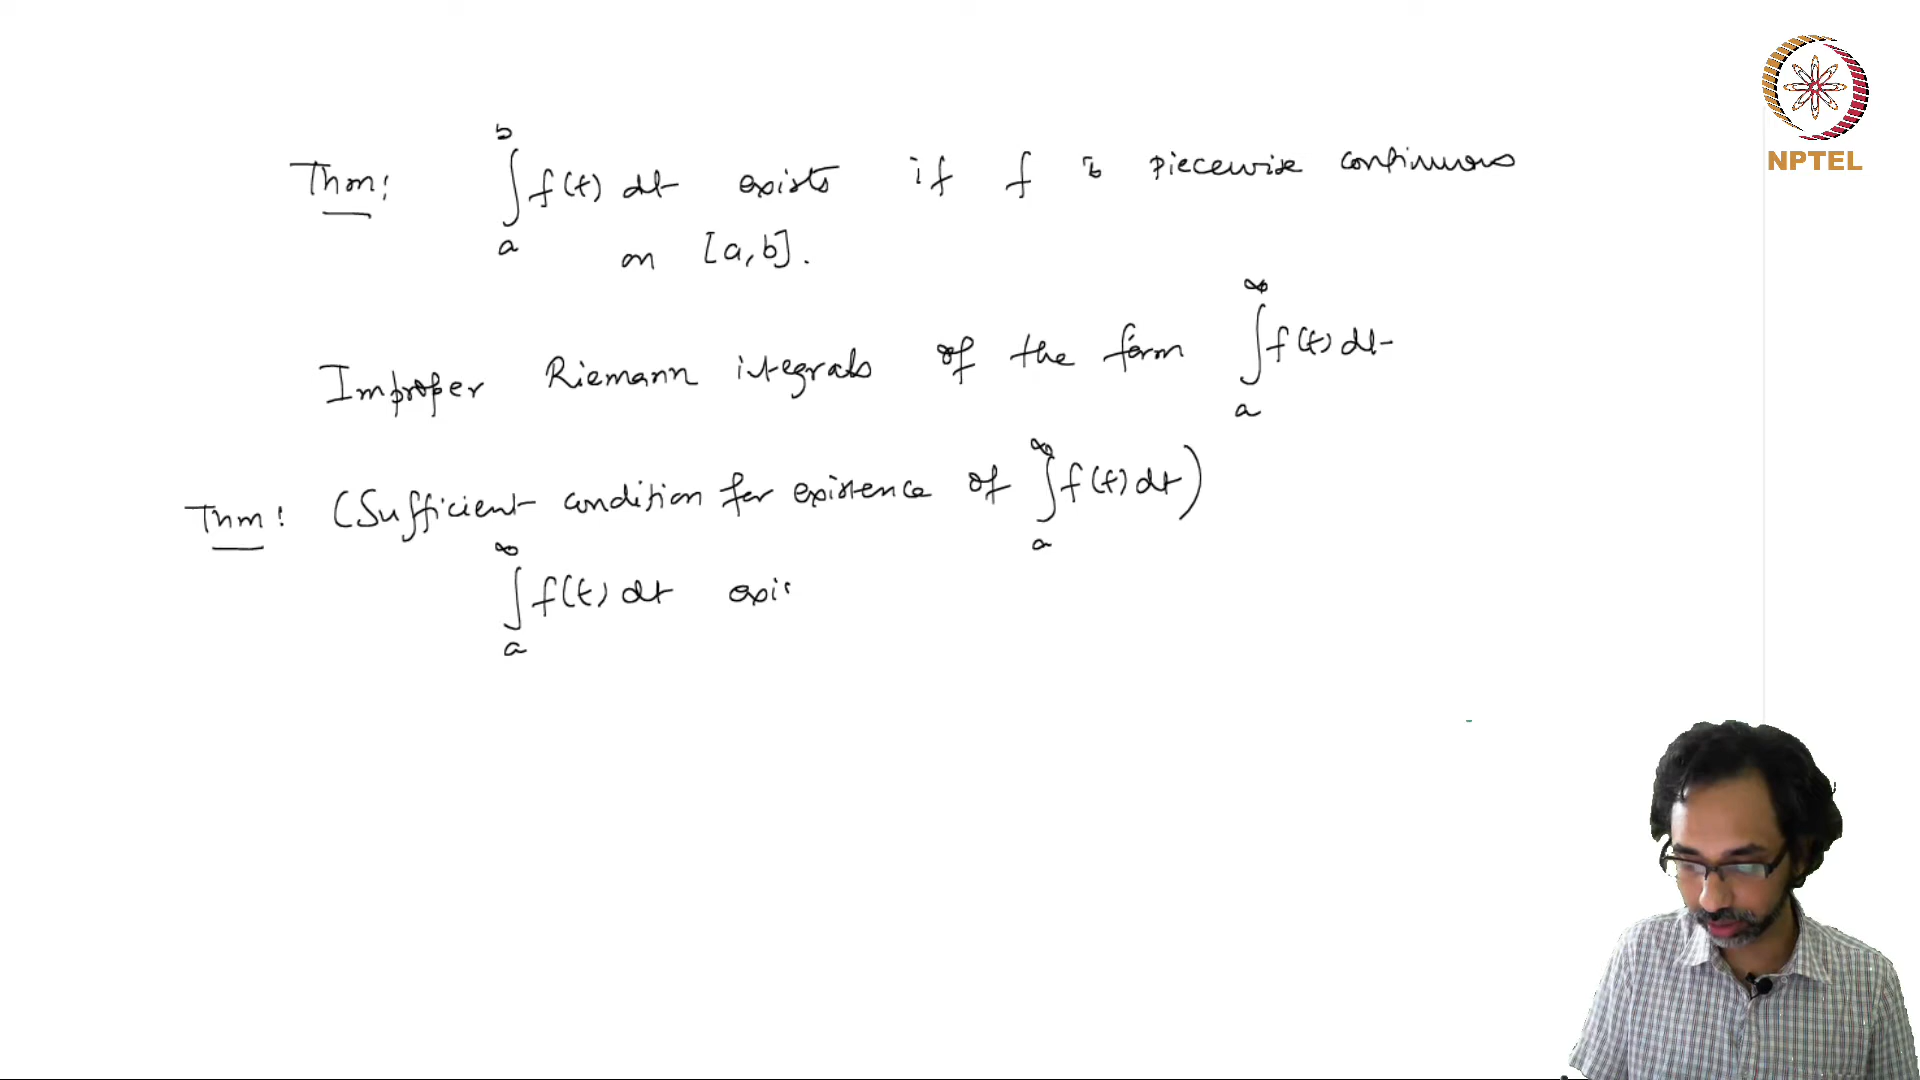 NPTEL
Thm: ∫_a^b f(t) dt exists if f is piecewise continuous
on [a,b].
Improper Riemann integrals of the form ∫_a^∞ f(t) dt
Thm: (Sufficient condition for existence of ∫_a^∞ f(t) dt)
∫_a^∞ f(t) dt exi